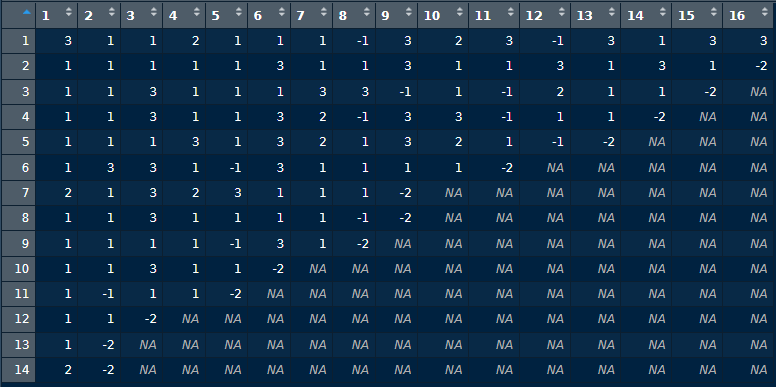 1 2 3 4 5 6 7 8 9 10 11 12 13 14 15 16
1 3 1 1 2 1 1 1 -1 3 2 3 -1 3 1 3 3
2 1 1 1 1 1 3 1 1 3 1 1 3 1 3 1 -2
3 1 1 3 1 1 1 3 3 -1 1 -1 2 1 1 -2 NA
4 1 1 3 1 1 3 2 -1 3 3 -1 1 1 -2 NA NA
5 1 1 1 3 1 3 2 1 3 2 1 -1 -2 NA NA NA
6 1 3 3 1 -1 3 1 1 1 1 -2 NA NA NA NA NA
7 2 1 3 2 3 1 1 1 -2 NA NA NA NA NA NA NA
8 1 1 3 1 1 1 1 -1 -2 NA NA NA NA NA NA NA
9 1 1 1 1 -1 3 1 -2 NA NA NA NA NA NA NA NA
10 1 1 3 1 1 -2 NA NA NA NA NA NA NA NA NA NA
11 1 -1 1 1 -2 NA NA NA NA NA NA NA NA NA NA NA
12 1 1 -2 NA NA NA NA NA NA NA NA NA NA NA NA NA
13 1 -2 NA NA NA NA NA NA NA NA NA NA NA NA NA NA
14 2 -2 NA NA NA NA NA NA NA NA NA NA NA NA NA NA